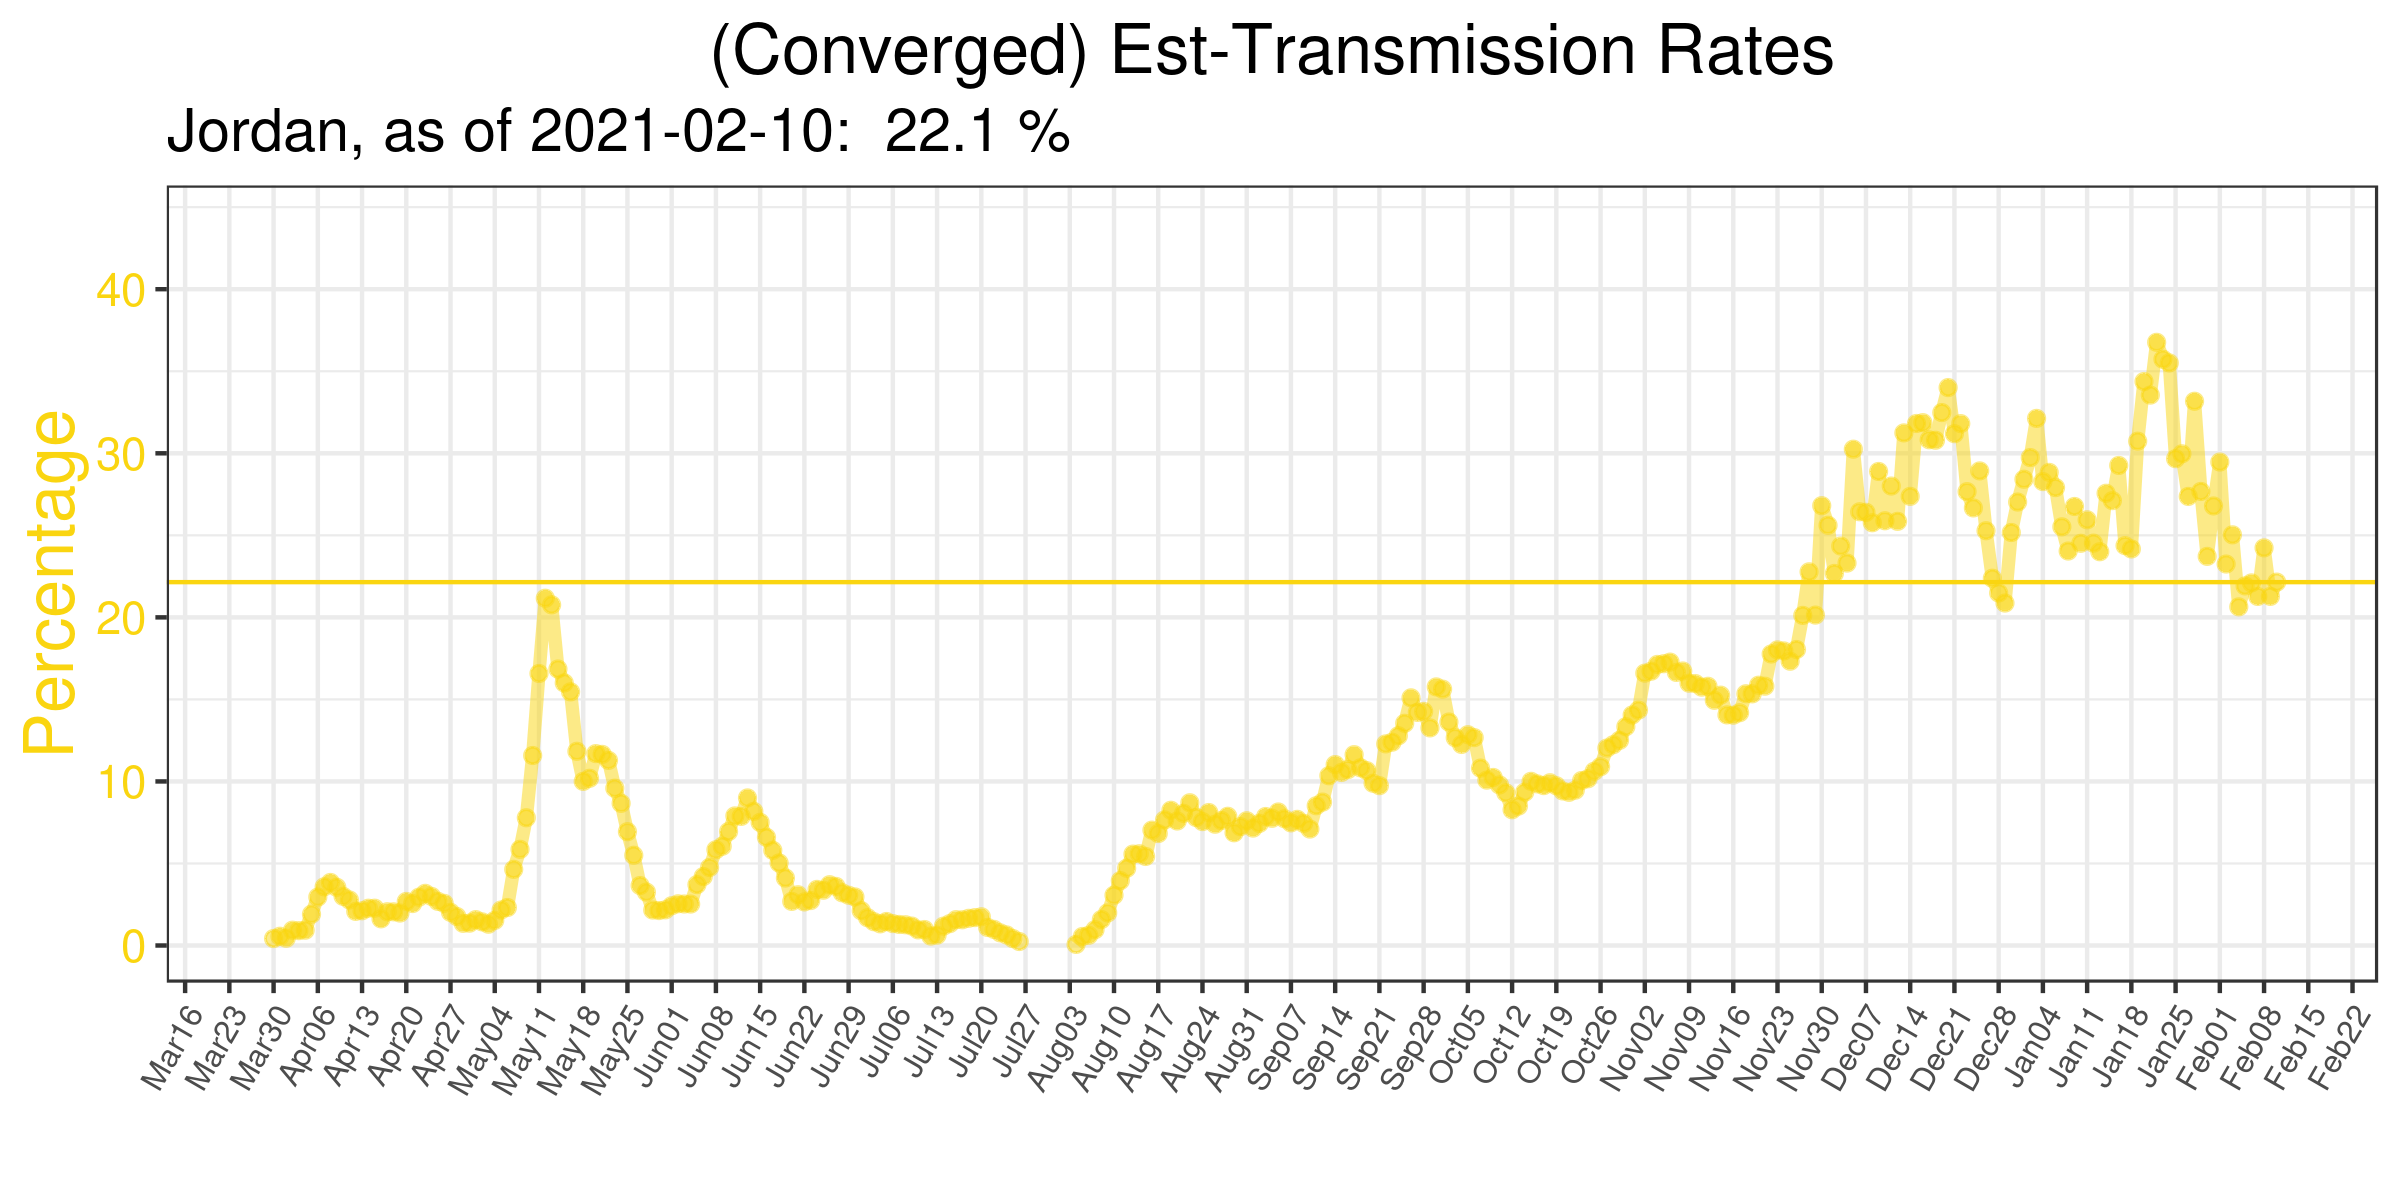 (Converged) Est-Transmission Rates
Jordan, as of 2021-02-10:  22.1 %
Percentage
40
30
20
10
0
Mar16
Mar23
Mar30
Apr06
Apr13
Apr20
Apr27
May04
May11
May18
May25
Jun01
Jun08
Jun15
Jun22
Jun29
Jul06
Jul13
Jul20
Jul27
Aug03
Aug10
Aug17
Aug24
Aug31
Sep07
Sep14
Sep21
Sep28
Oct05
Oct12
Oct19
Oct26
Nov02
Nov09
Nov16
Nov23
Nov30
Dec07
Dec14
Dec21
Dec28
Jan04
Jan11
Jan18
Jan25
Feb01
Feb08
Feb15
Feb22